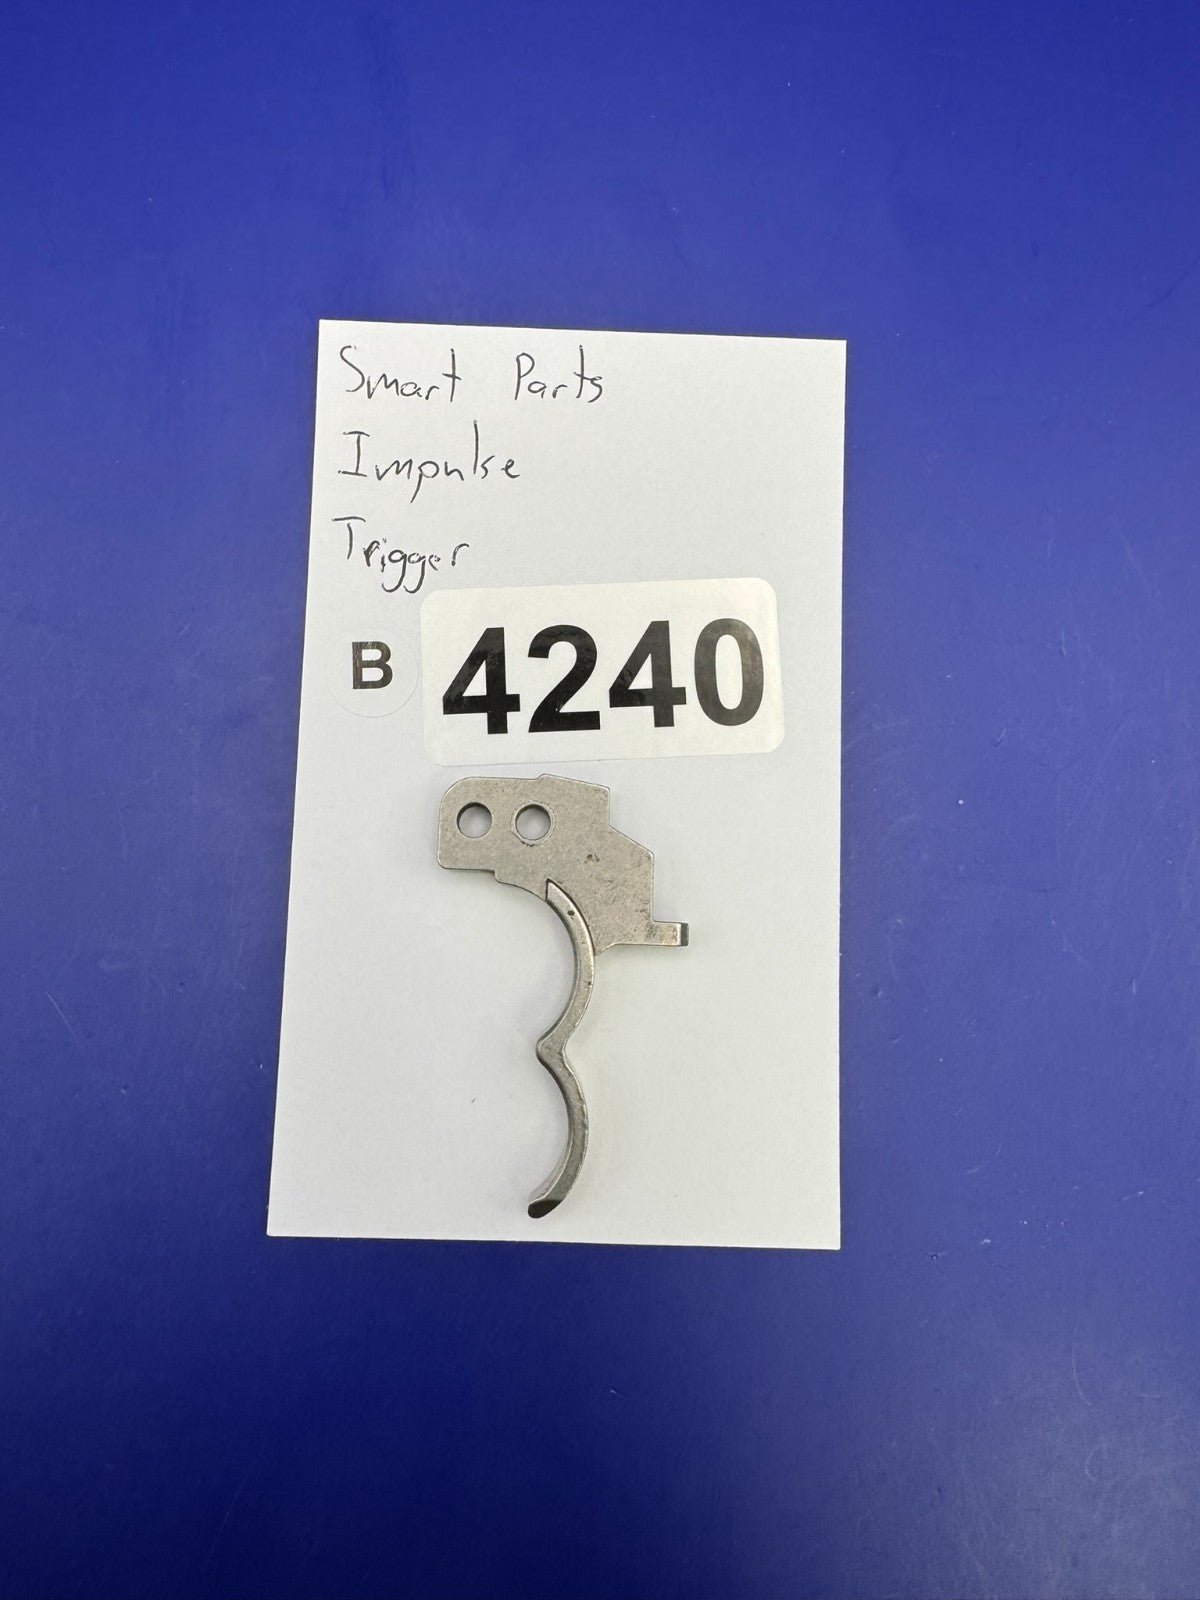 Smart Parts
Impulse
Trigger
B 4240